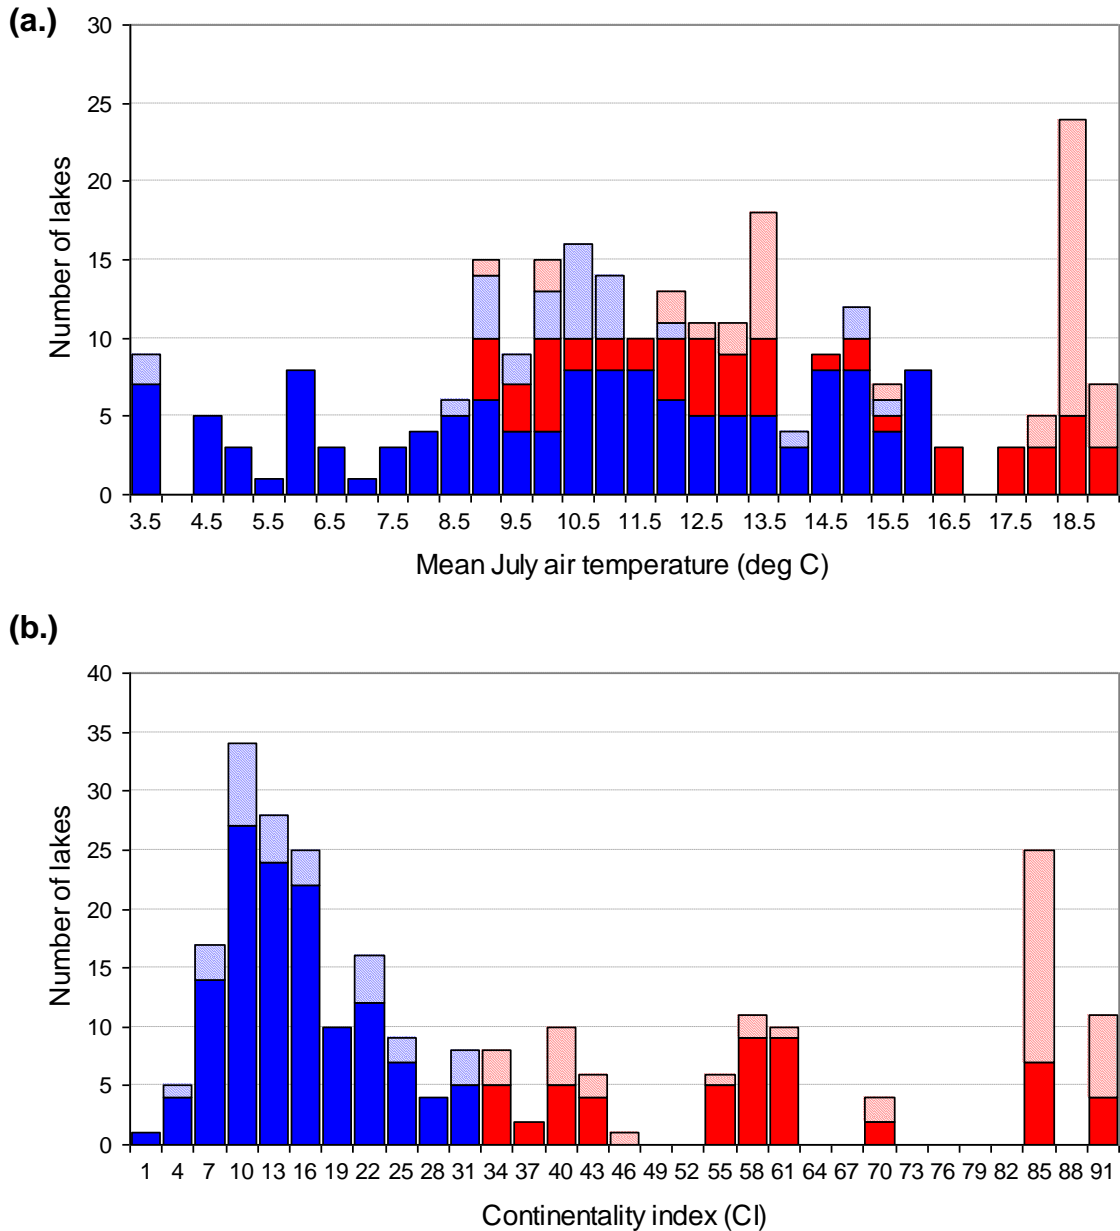 (a.)
30
25
20
15
10
5
0
Number of lakes
3.5 4.5 5.5 6.5 7.5 8.5 9.5 10.5 11.5 12.5 13.5 14.5 15.5 16.5 17.5 18.5
Mean July air temperature (deg C)
(b.)
40
35
30
25
20
15
10
5
0
Number of lakes
1 4 7 10 13 16 19 22 25 28 31 34 37 40 43 46 49 52 55 58 61 64 67 70 73 76 79 82 85 88 91
Continentality index (CI)